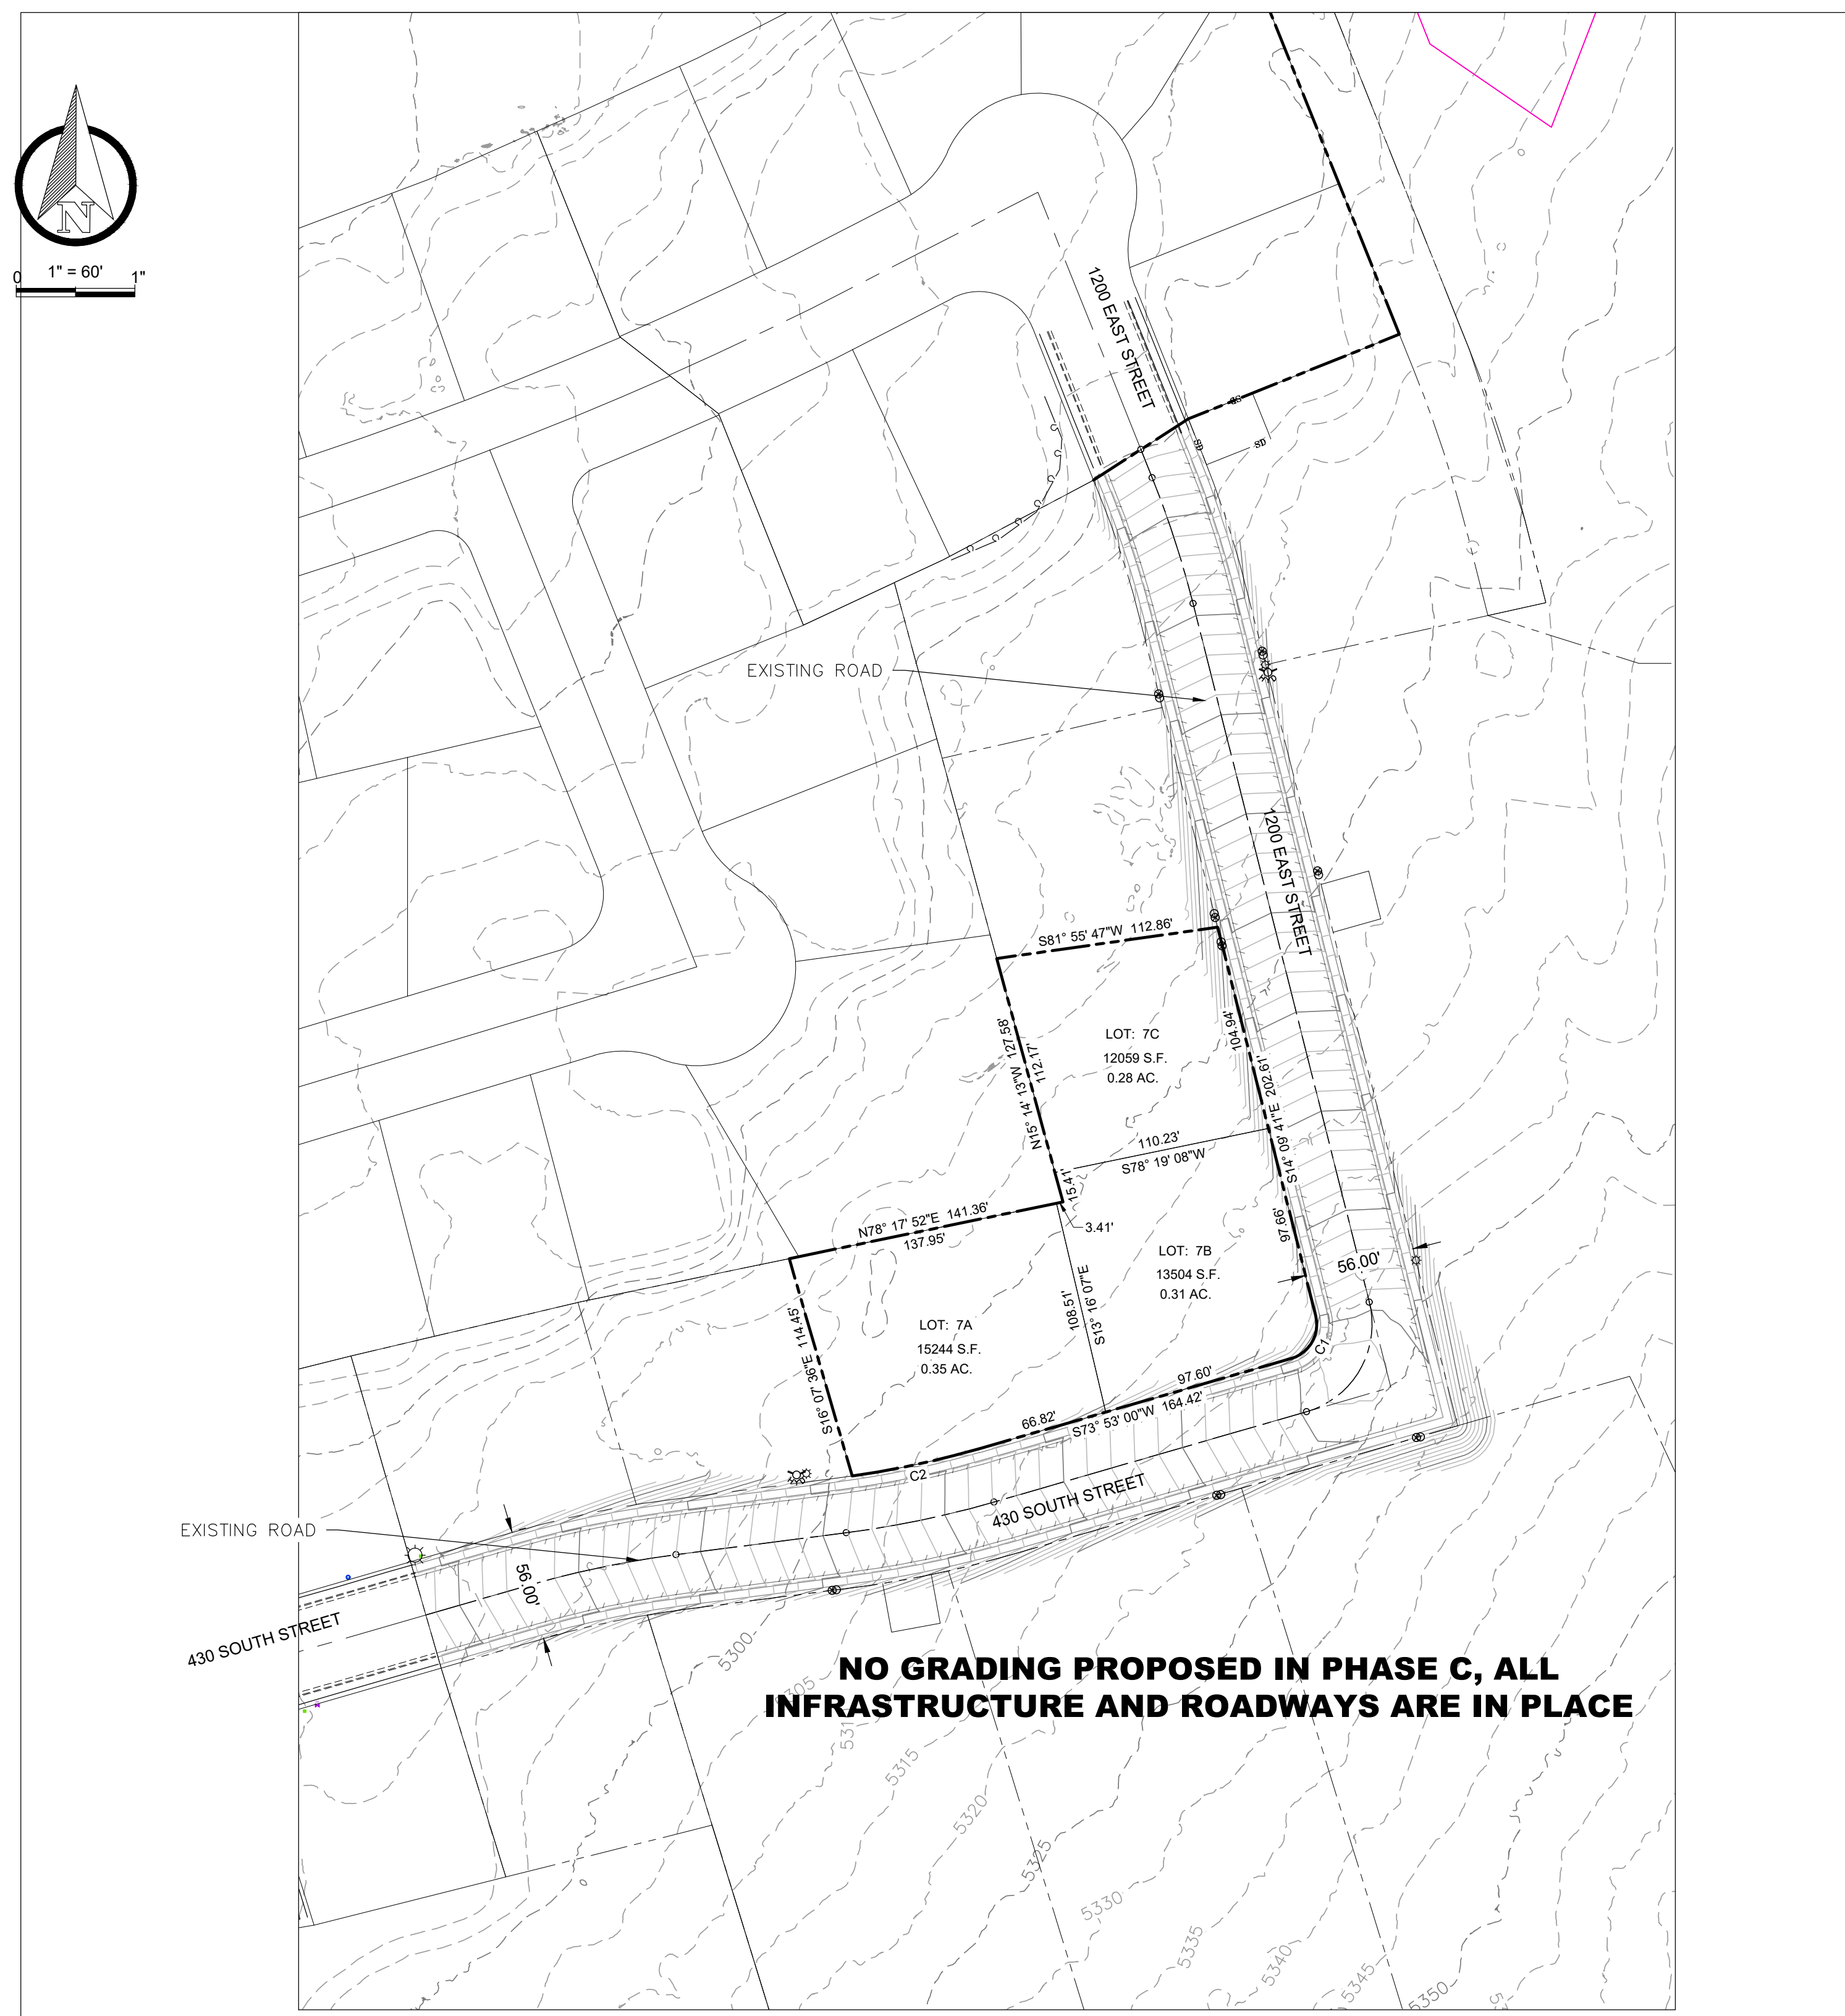 N
0 1" = 60' 1"
1200 EAST STREET
SD
SD
SD
EXISTING ROAD
1200 EAST STREET
S81° 55' 47"W 112.86'
LOT: 7C
12059 S.F.
0.28 AC.
N15° 14' 13"W 127.58'
112.17'
104.94'
S14° 09' 41"E 202.61'
110.23'
S78° 19' 08"W
15.41'
N78° 17' 52"E 141.36'
137.95'
3.41'
97.66'
LOT: 7B
13504 S.F.
0.31 AC.
56.00'
108.51'
S13° 16' 07"E
LOT: 7A
15244 S.F.
0.35 AC.
S16° 07' 36"E 114.45'
C1
97.60'
66.82'
S73° 53' 00"W 164.42'
C2
430 SOUTH STREET
EXISTING ROAD
56.00'
430 SOUTH STREET
5300
5305
NO GRADING PROPOSED IN PHASE C, ALL
INFRASTRUCTURE AND ROADWAYS ARE IN PLACE
5315
5320
5325
5330
5335
5340
5345
5350